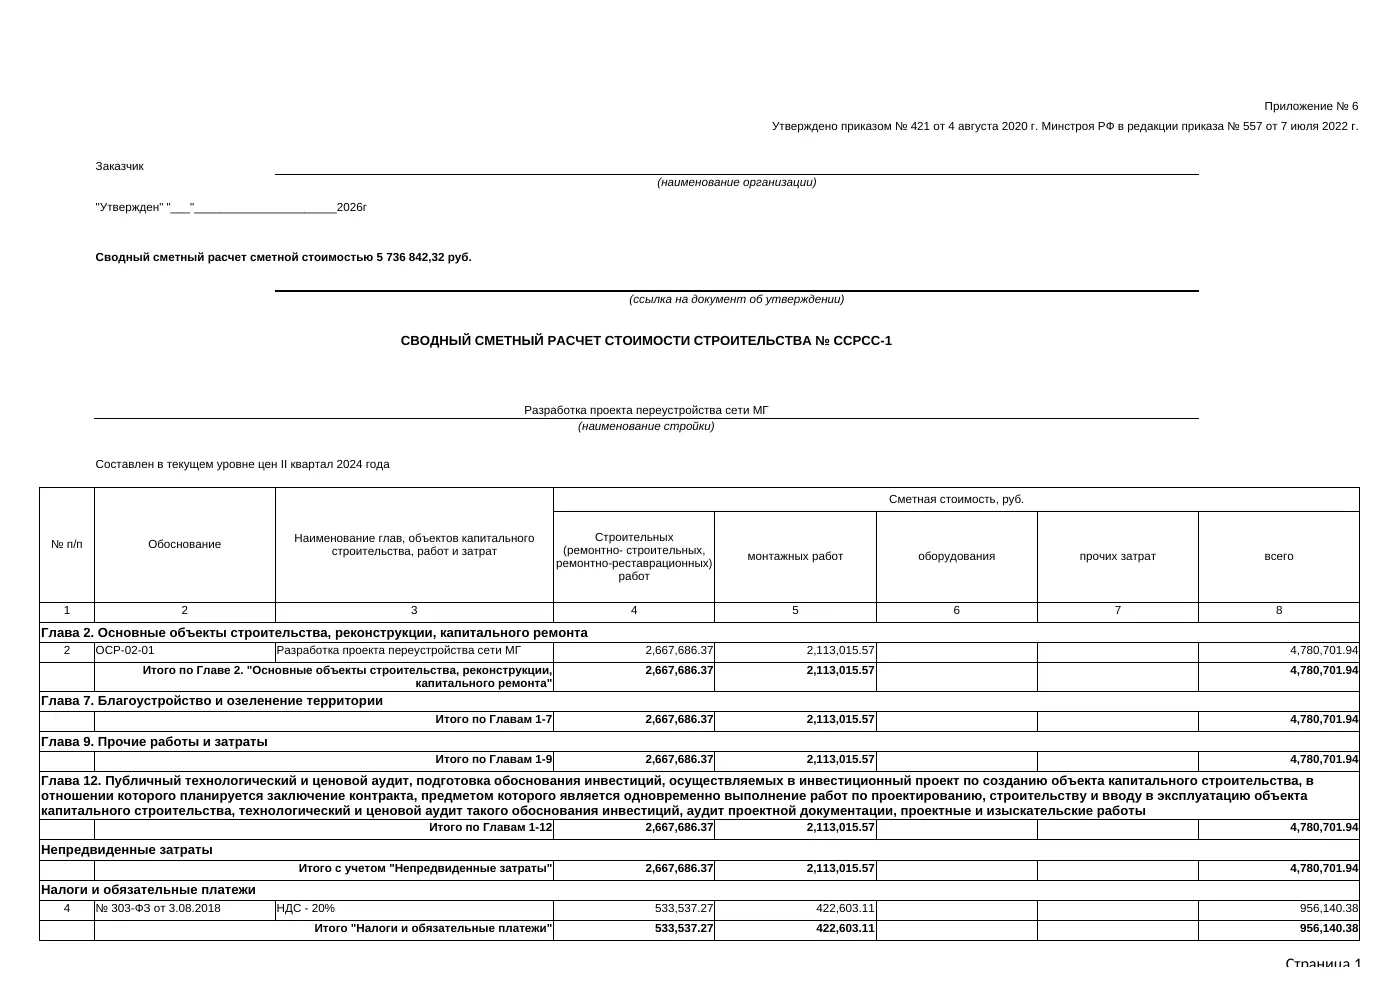 Приложение № 6
Утверждено приказом № 421 от 4 августа 2020 г. Минстроя РФ в редакции приказа № 557 от 7 июля 2022 г.
Заказчик
(наименование организации)
"Утвержден" "___"______________________2026г
Сводный сметный расчет сметной стоимостью 5 736 842,32 руб.
(ссылка на документ об утверждении)
СВОДНЫЙ СМЕТНЫЙ РАСЧЕТ СТОИМОСТИ СТРОИТЕЛЬСТВА № ССРСС-1
Разработка проекта переустройства сети МГ
(наименование стройки)
Составлен в текущем уровне цен II квартал 2024 года
Сметная стоимость, руб.
№ п/п
Обоснование
Наименование глав, объектов капитального
строительства, работ и затрат
Строительных
(ремонтно- строительных,
ремонтно-реставрационных)
работ
монтажных работ
оборудования
прочих затрат
всего
1 2 3 4 5 6 7 8
Глава 2. Основные объекты строительства, реконструкции, капитального ремонта
2 ОСР-02-01 Разработка проекта переустройства сети МГ 2,667,686.37 2,113,015.57 4,780,701.94
Итого по Главе 2. "Основные объекты строительства, реконструкции, 2,667,686.37 2,113,015.57 4,780,701.94
капитального ремонта"
Глава 7. Благоустройство и озеленение территории
Итого по Главам 1-7 2,667,686.37 2,113,015.57 4,780,701.94
Глава 9. Прочие работы и затраты
Итого по Главам 1-9 2,667,686.37 2,113,015.57 4,780,701.94
Глава 12. Публичный технологический и ценовой аудит, подготовка обоснования инвестиций, осуществляемых в инвестиционный проект по созданию объекта капитального строительства, в
отношении которого планируется заключение контракта, предметом которого является одновременно выполнение работ по проектированию, строительству и вводу в эксплуатацию объекта
капитального строительства, технологический и ценовой аудит такого обоснования инвестиций, аудит проектной документации, проектные и изыскательские работы
Итого по Главам 1-12 2,667,686.37 2,113,015.57 4,780,701.94
Непредвиденные затраты
Итого с учетом "Непредвиденные затраты" 2,667,686.37 2,113,015.57 4,780,701.94
Налоги и обязательные платежи
4 № 303-ФЗ от 3.08.2018 НДС - 20% 533,537.27 422,603.11 956,140.38
Итого "Налоги и обязательные платежи" 533,537.27 422,603.11 956,140.38
Страница 1